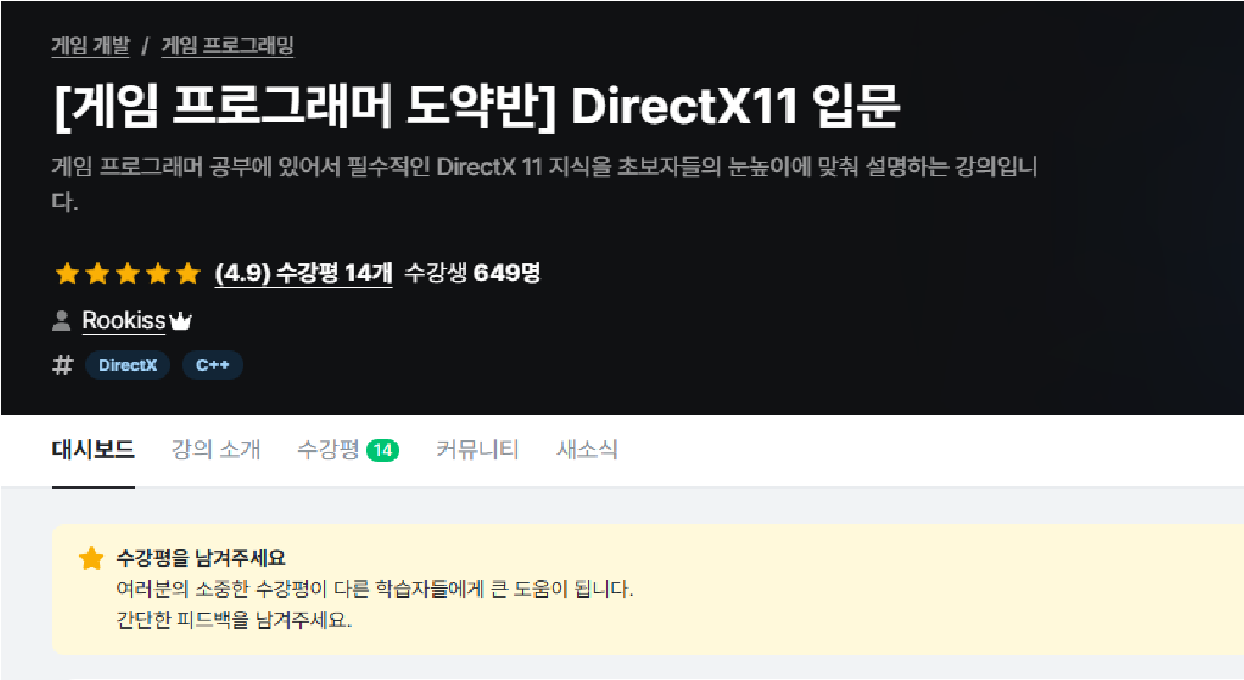 게임 개발 / 게임 프로그래밍
[게임 프로그래머 도약반] DirectX11 입문
게임 프로그래머 공부에 있어서 필수적인 DirectX 11 지식을 초보자들의 눈높이에 맞춰 설명하는 강의입니
다.
(4.9) 수강평 14개 수강생 649명
Rookiss
# DirectX C++
대시보드 강의 소개 수강평 14 커뮤니티 새소식
수강평을 남겨주세요
여러분의 소중한 수강평이 다른 학습자들에게 큰 도움이 됩니다.
간단한 피드백을 남겨주세요.